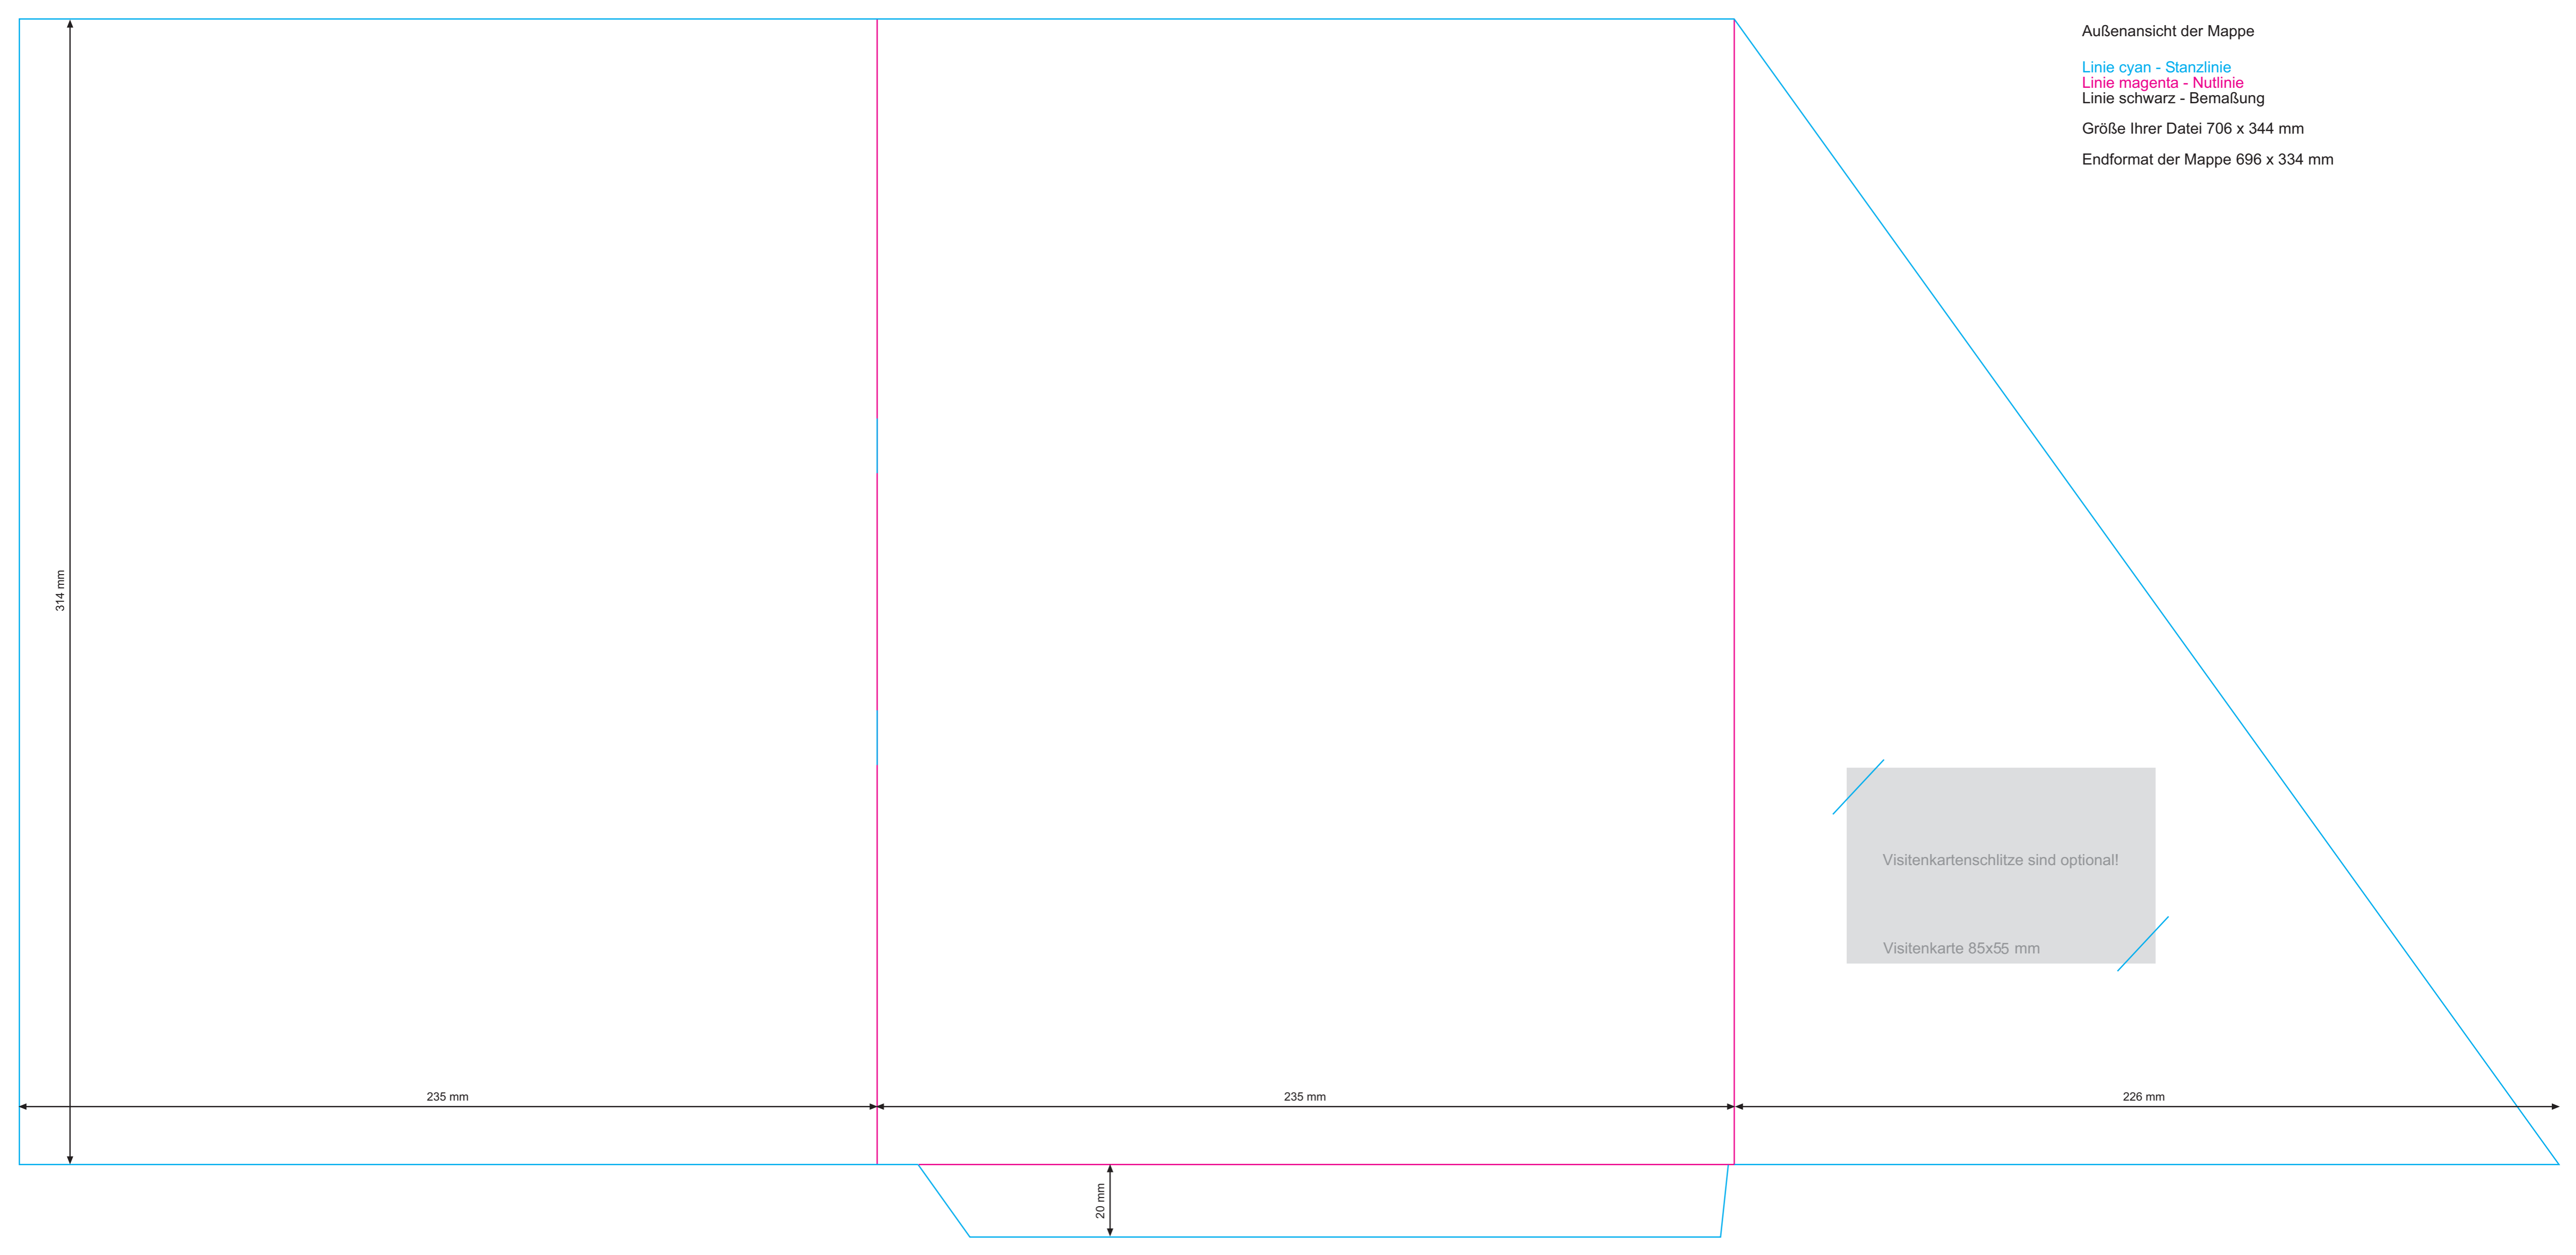 Außenansicht der Mappe
Linie cyan - Stanzlinie
Linie magenta - Nutlinie
Linie schwarz - Bemaßung
Größe Ihrer Datei 706 x 344 mm
Endformat der Mappe 696 x 334 mm
314 mm
Visitenkartenschlitze sind optional!
Visitenkarte 85x55 mm
235 mm
235 mm
226 mm
20 mm